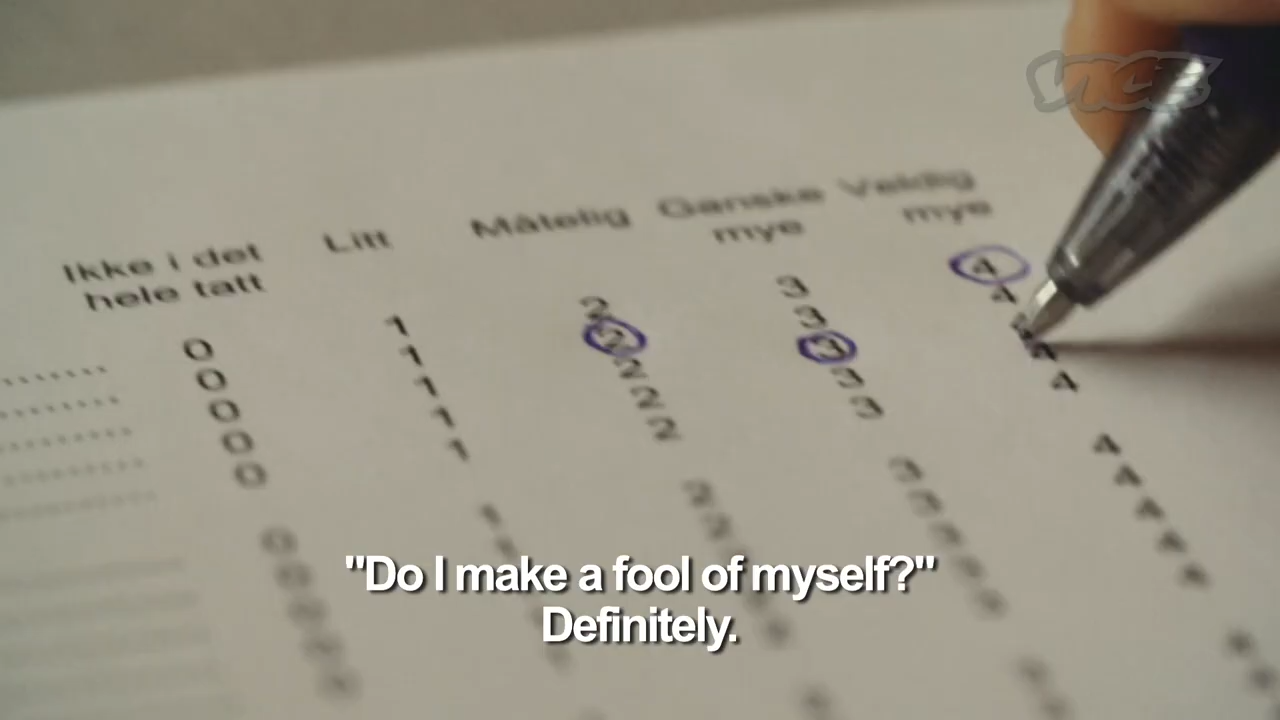 VICE
Ikke i det hele tatt
Litt
Måtelig
Ganske mye
Veldig mye
0 1 2 3 4
0 1 2 3 4
0 1 2 3 4
0 1 2 3 4
0 1 2 3 4
"Do I make a fool of myself?"
Definitely.